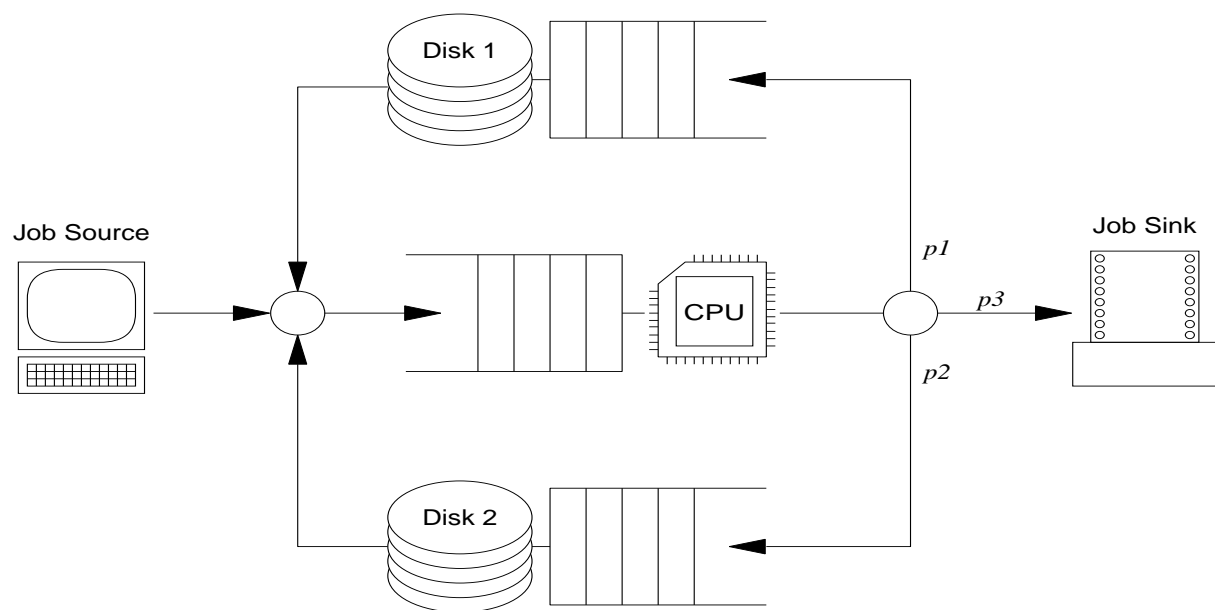 Disk 1
Job Source
Job Sink
p1
CPU
p3
p2
Disk 2